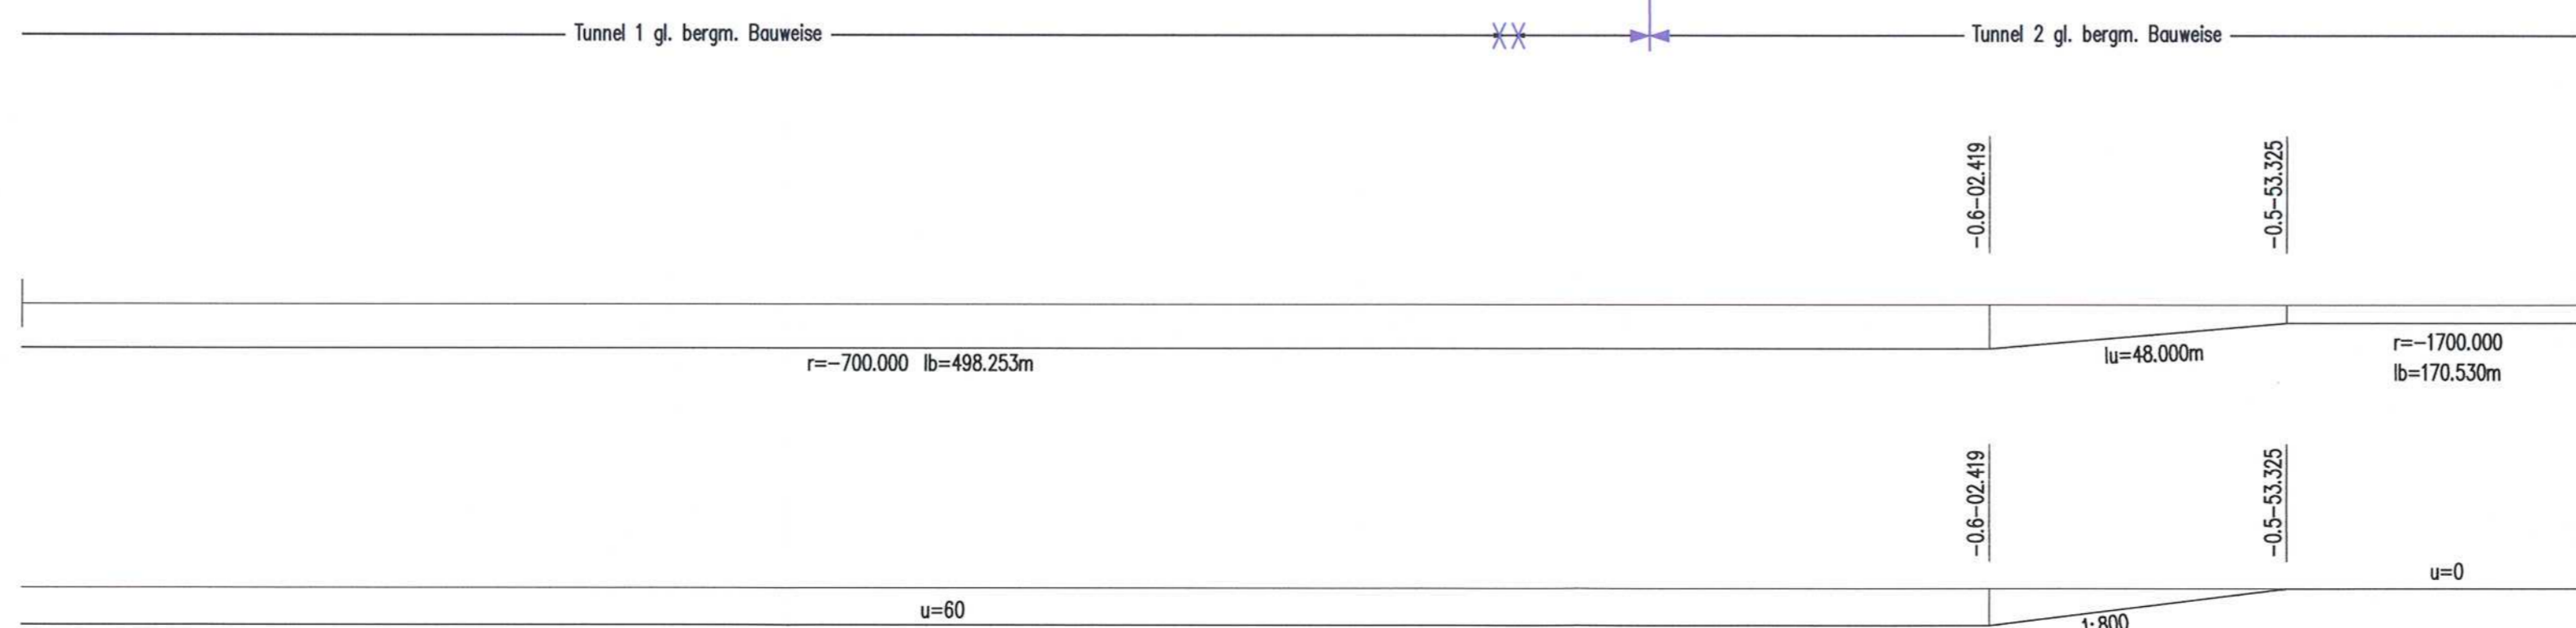 Tunnel 1 gl. bergm. Bauweise
Tunnel 2 gl. bergm. Bauweise
-0.6-02.419
-0.5-53.325
r=-700.000 lb=498.253m
lu=48.000m
r=-1700.000
lb=170.530m
-0.6-02.419
-0.5-53.325
u=60
u=0
1:800